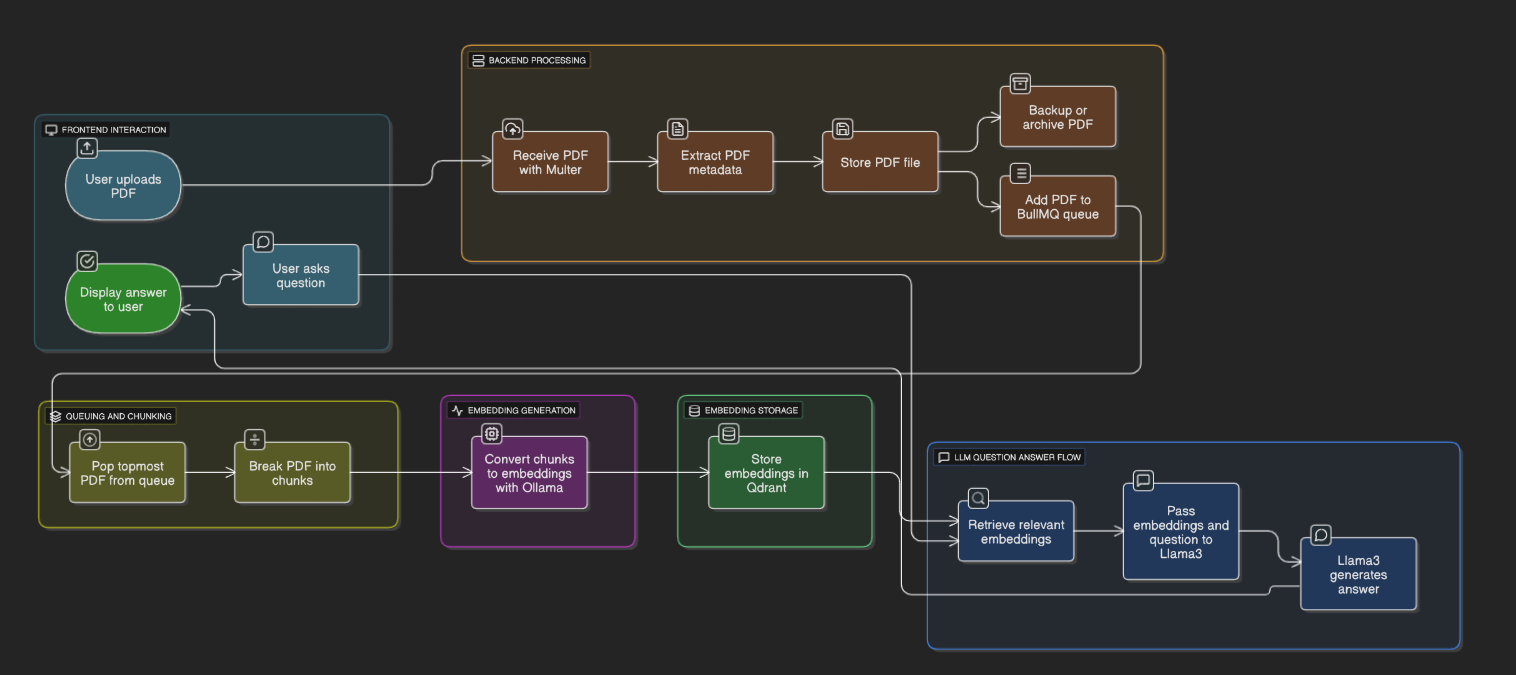 BACKEND PROCESSING
Backup or
archive PDF
Receive PDF
with Multer
Extract PDF
metadata
Store PDF file
Add PDF to
BullMQ queue
FRONTEND INTERACTION
User uploads
PDF
User asks
question
Display answer
to user
QUEUING AND CHUNKING
Pop topmost
PDF from queue
Break PDF into
chunks
EMBEDDING GENERATION
Convert chunks
to embeddings
with Ollama
EMBEDDING STORAGE
Store
embeddings in
Qdrant
LLM QUESTION ANSWER FLOW
Retrieve relevant
embeddings
Pass
embeddings and
question to
Llama3
Llama3
generates
answer